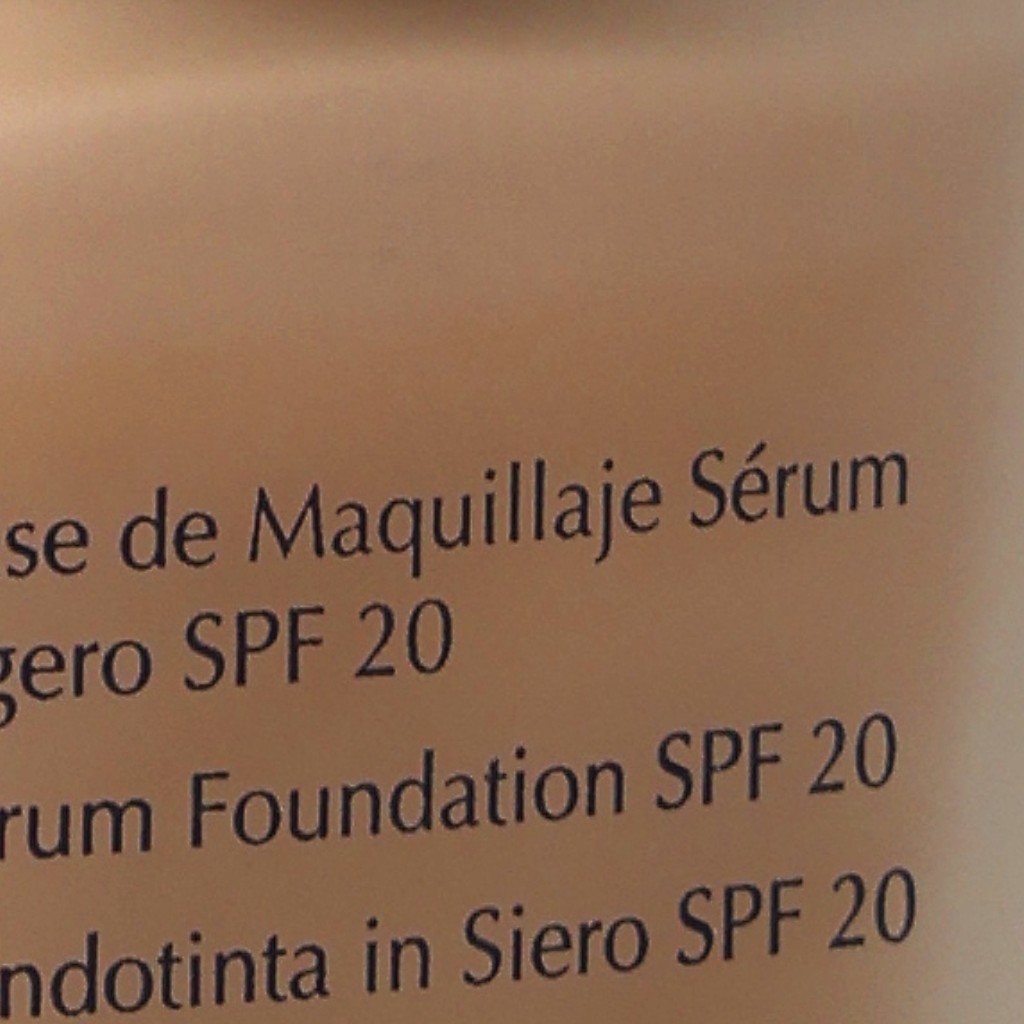 se de Maquillaje Sérum
gero SPF 20
rum Foundation SPF 20
ndotinta in Siero SPF 20